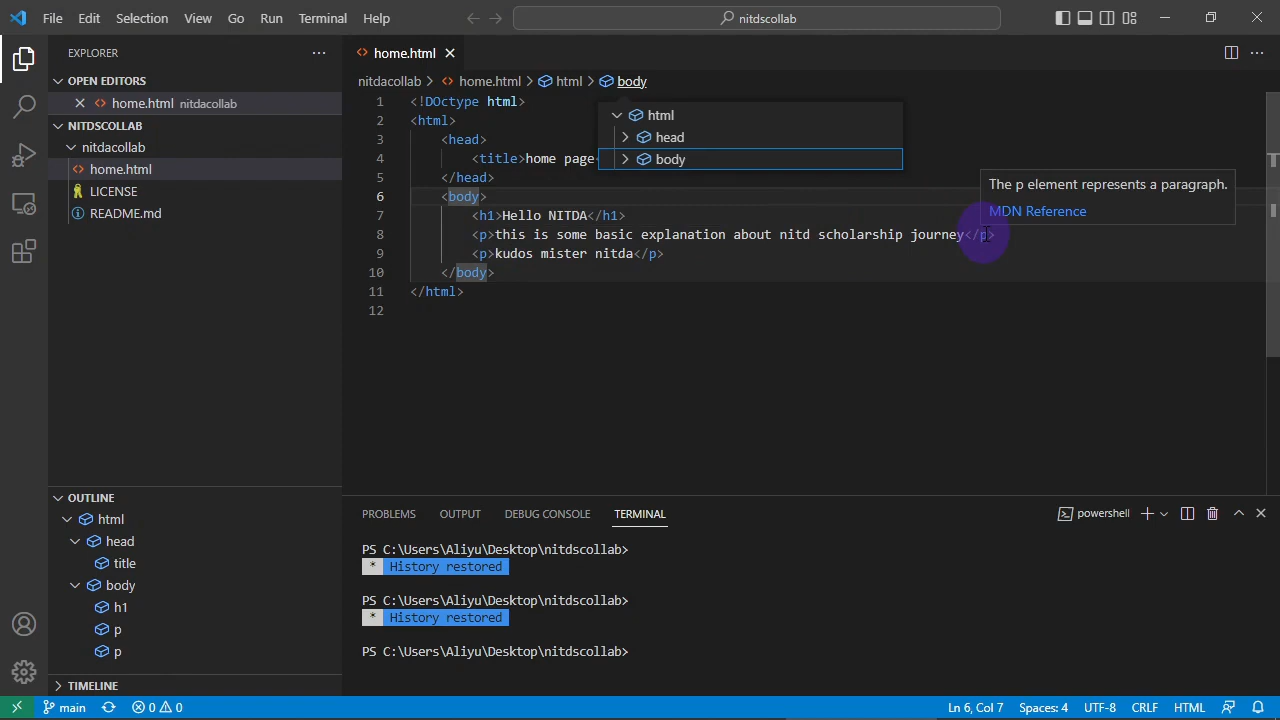 File Edit Selection View Go Run Terminal Help nitdscollab
EXPLORER
OPEN EDITORS
home.html nitdacollab
NITDSCOLLAB
nitdacollab
home.html
LICENSE
README.md
OUTLINE
html
head
title
body
h1
p
p
TIMELINE
home.html
nitdacollab > home.html > html > body
1 <!DOctype html>
2 <html>
3 <head>
4 <title>home page<
5 </head>
6 <body>
7 <h1>Hello NITDA</h1>
8 <p>this is some basic explanation about nitd scholarship journey</p>
9 <p>kudos mister nitda</p>
10 </body>
11 </html>
12
html
head
body
The p element represents a paragraph.
MDN Reference
PROBLEMS OUTPUT DEBUG CONSOLE TERMINAL powershell
PS C:\Users\Aliyu\Desktop\nitdscollab>
* History restored
PS C:\Users\Aliyu\Desktop\nitdscollab>
* History restored
PS C:\Users\Aliyu\Desktop\nitdscollab>
main 0 0 Ln 6, Col 7 Spaces: 4 UTF-8 CRLF HTML